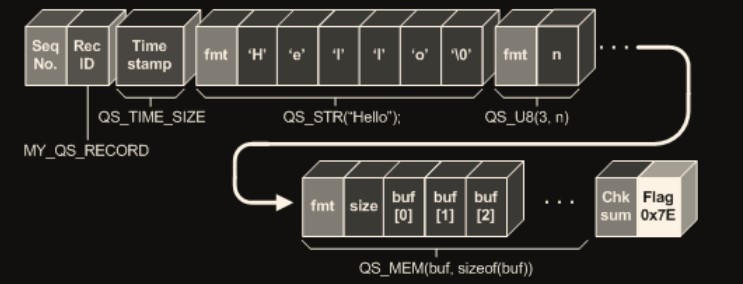 Seq No.
Rec ID
Time stamp
fmt
‘H’
‘e’
‘l’
‘l’
‘o’
‘\0’
fmt
n
. . .
QS_TIME_SIZE
QS_STR("Hello");
QS_U8(3, n)
MY_QS_RECORD
fmt
size
buf [0]
buf [1]
buf [2]
. . .
Chk sum
Flag 0x7E
QS_MEM(buf, sizeof(buf))